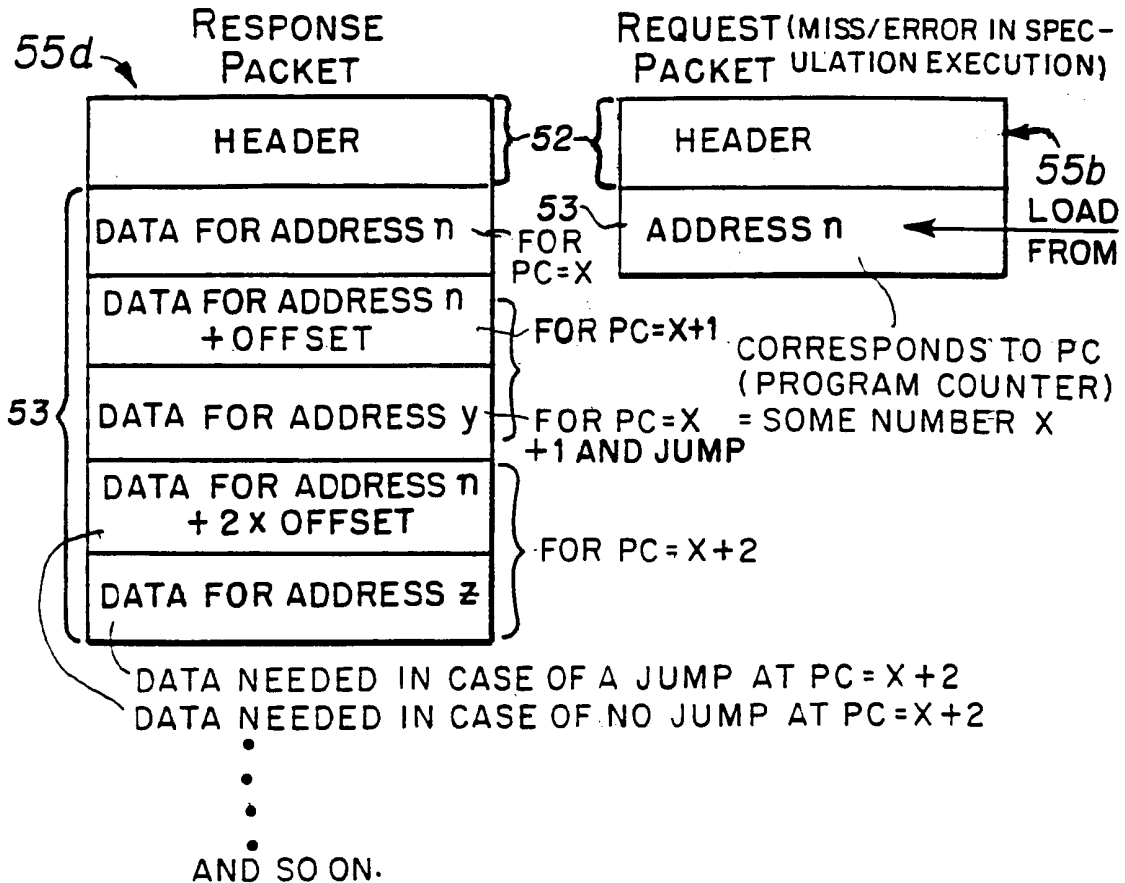 RESPONSE
PACKET
55d
HEADER
52
53
DATA FOR ADDRESS n
FOR
PC=X
DATA FOR ADDRESS n
+ OFFSET
FOR PC=X+1
DATA FOR ADDRESS y
FOR PC=X
+1 AND JUMP
DATA FOR ADDRESS n
+ 2X OFFSET
FOR PC=X+2
DATA FOR ADDRESS z
DATA NEEDED IN CASE OF A JUMP AT PC=X+2
DATA NEEDED IN CASE OF NO JUMP AT PC=X+2
AND SO ON.
REQUEST (MISS/ERROR IN SPEC-
PACKET ULATION EXECUTION)
HEADER
55b
53
ADDRESS n
LOAD
FROM
CORRESPONDS TO PC
(PROGRAM COUNTER)
= SOME NUMBER X